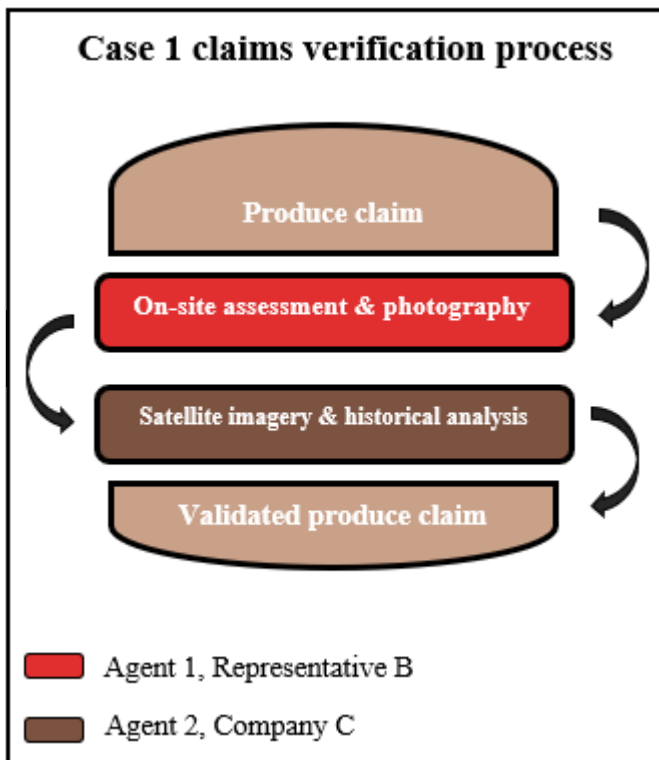 Case 1 claims verification process
Produce claim
On-site assessment & photography
Satellite imagery & historical analysis
Validated produce claim
Agent 1, Representative B
Agent 2, Company C